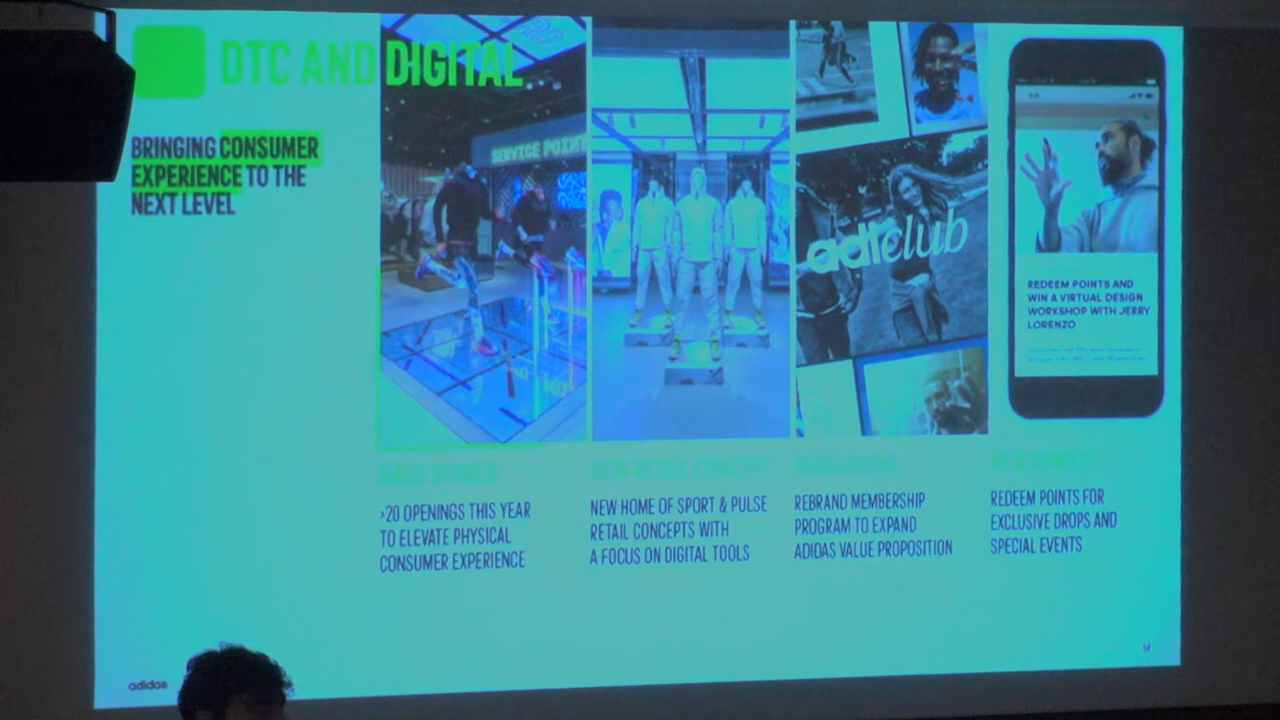 DTC AND DIGITAL
BRINGING CONSUMER
EXPERIENCE TO THE
NEXT LEVEL
SERVICE POINT
adiclub
REDEEM POINTS AND
WIN A VIRTUAL DESIGN
WORKSHOP WITH JERRY
LORENZO
>20 OPENINGS THIS YEAR
TO ELEVATE PHYSICAL
CONSUMER EXPERIENCE
NEW HOME OF SPORT & PULSE
RETAIL CONCEPTS WITH
A FOCUS ON DIGITAL TOOLS
REBRAND MEMBERSHIP
PROGRAM TO EXPAND
ADIDAS VALUE PROPOSITION
REDEEM POINTS FOR
EXCLUSIVE DROPS AND
SPECIAL EVENTS
adidas